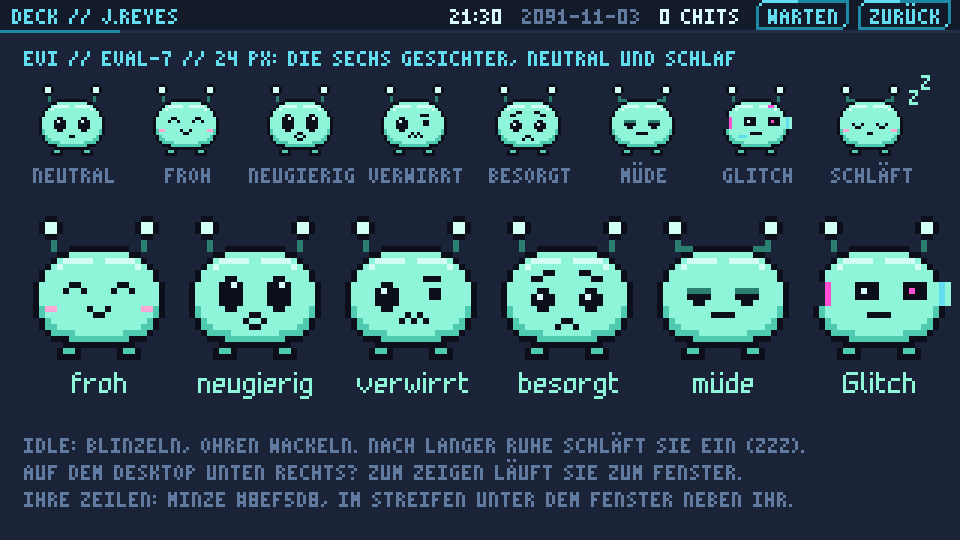 DECK // J.REYES 21:30 2091-11-03 0 CHITS WARTEN ZURÜCK
EVI // EVAL-7 // 24 PX: DIE SECHS GESICHTER, NEUTRAL UND SCHLAF
Z Z
NEUTRAL FROH NEUGIERIG VERWIRRT BESORGT MÜDE GLITCH SCHLÄFT
froh neugierig verwirrt besorgt müde Glitch
IDLE: BLINZELN, OHREN WACKELN. NACH LANGER RUHE SCHLÄFT SIE EIN (ZZZ).
AUF DEM DESKTOP UNTEN RECHTS? ZUM ZEIGEN LÄUFT SIE ZUM FENSTER.
IHRE ZEILEN: MINZE #8EF5D8, IM STREIFEN UNTER DEM FENSTER NEBEN IHR.